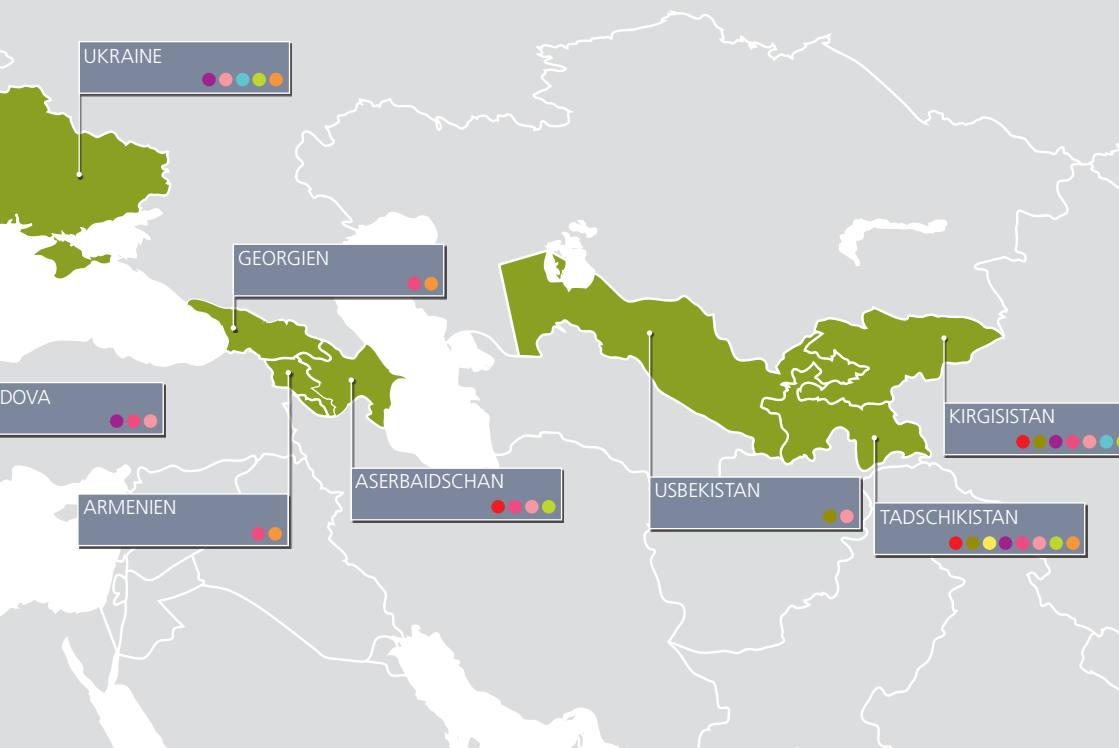 UKRAINE
GEORGIEN
DOVA
KIRGISISTAN
ASERBAIDSCHAN
USBEKISTAN
ARMENIEN
TADSCHIKISTAN